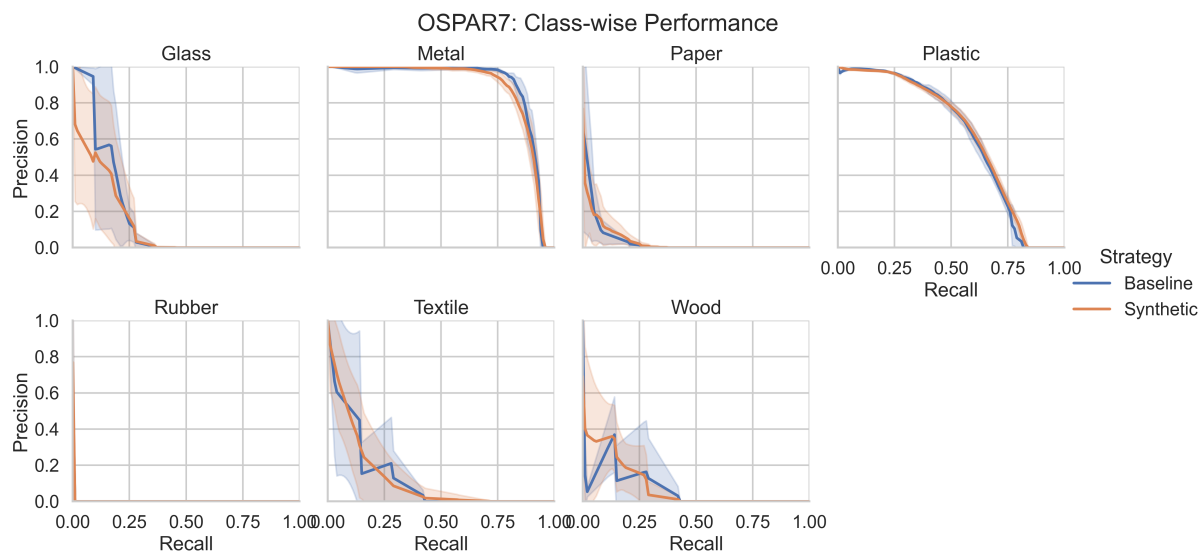 OSPAR7: Class-wise Performance
Glass
Metal
Paper
Plastic
Precision
1.0
0.8
0.6
0.4
0.2
0.0
0.00 0.25 0.50 0.75 1.00
Recall
Strategy
Baseline
Synthetic
Rubber
Textile
Wood
Precision
1.0
0.8
0.6
0.4
0.2
0.0
0.00 0.25 0.50 0.75 1.00
0.00 0.25 0.50 0.75 1.00
0.00 0.25 0.50 0.75 1.00
Recall
Recall
Recall